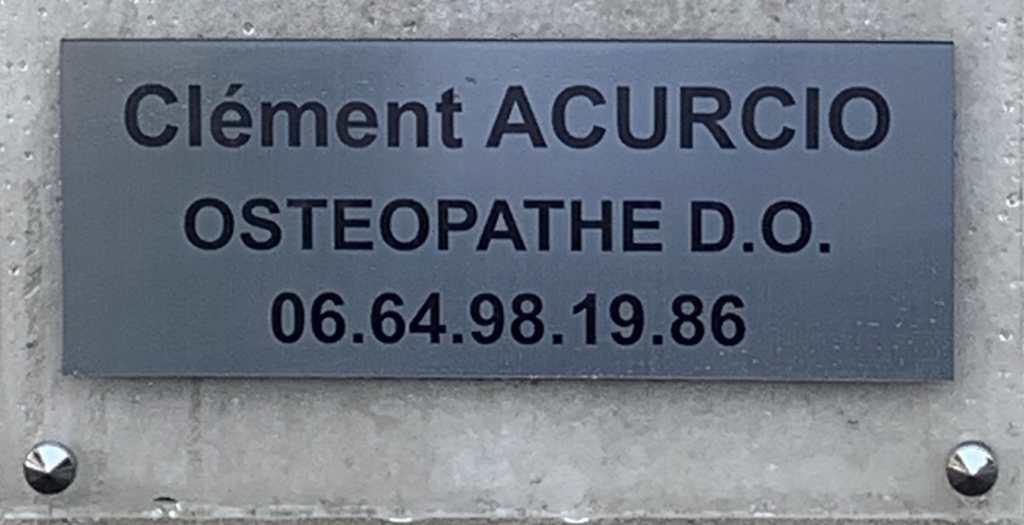 Clément ACURCIO
OSTEOPATHE D.O.
06.64.98.19.86